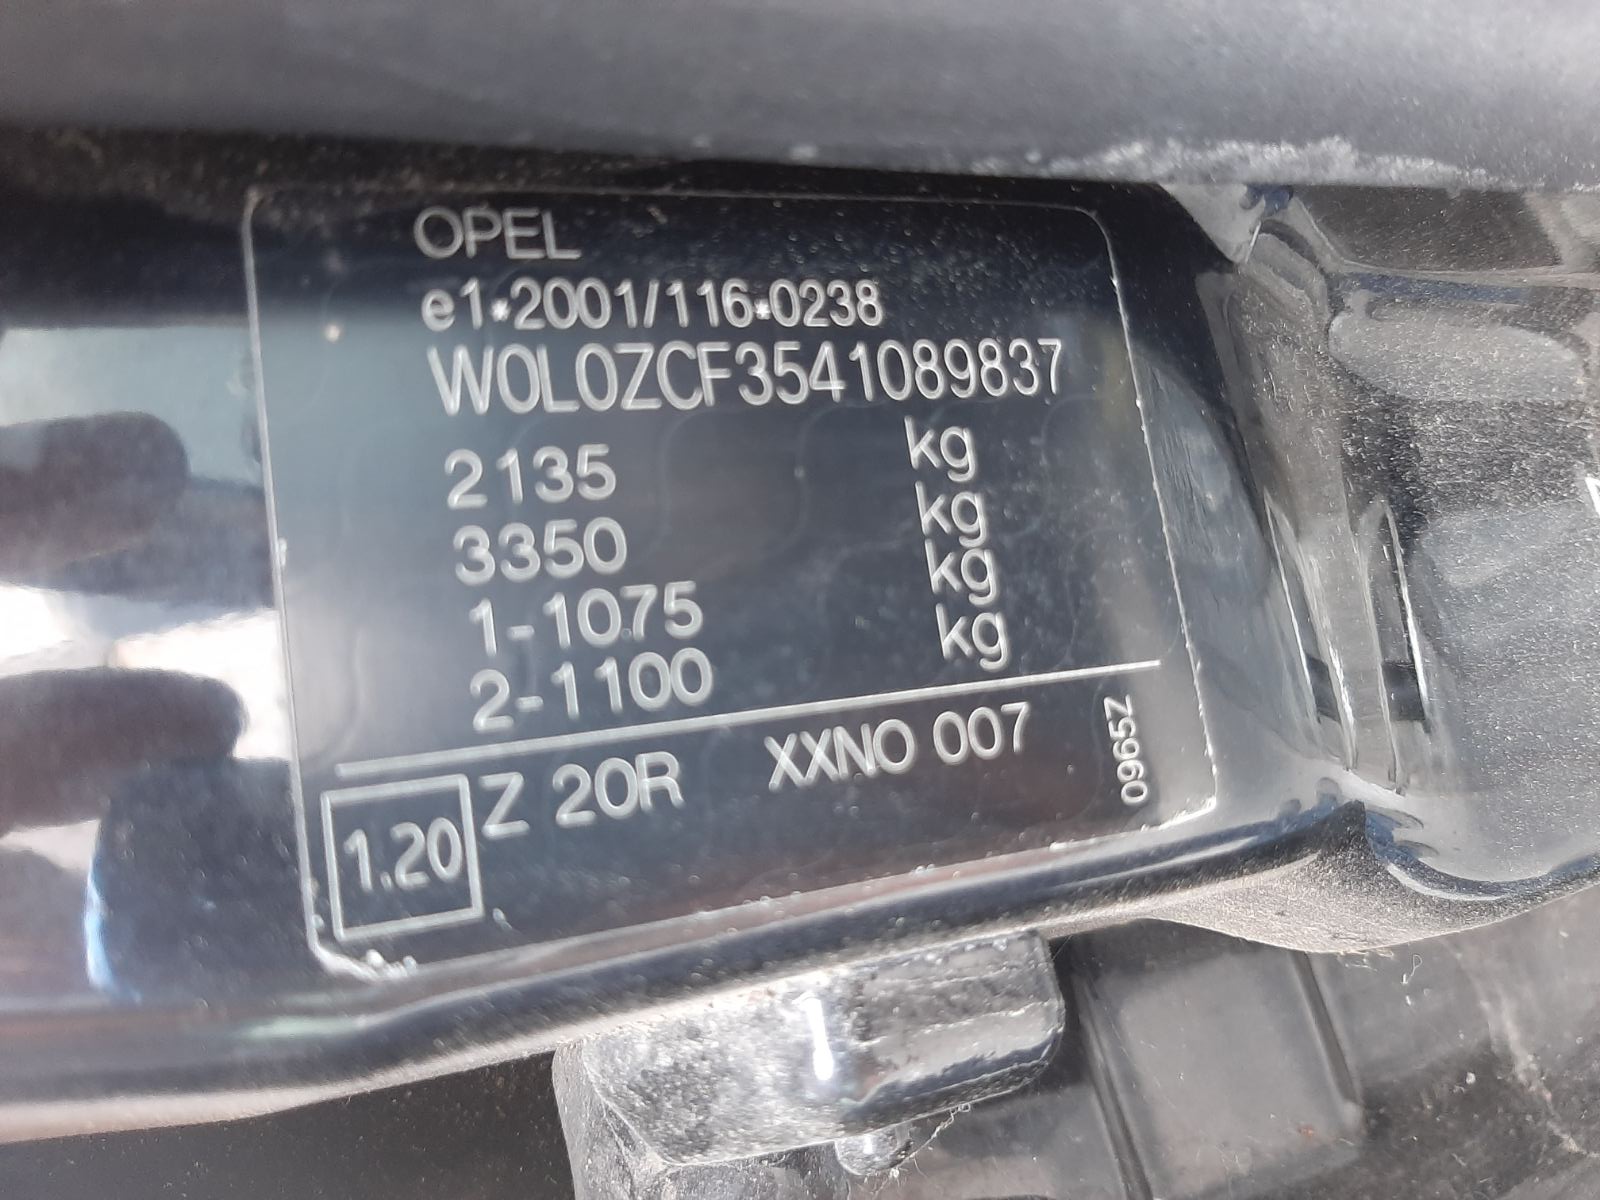 OPEL
e1*2001/116*0238
W0L0ZCF3541089837
2135 kg
3350 kg
1-1075 kg
2-1100 kg
1.20 Z 20R XXNO 007
0965Z